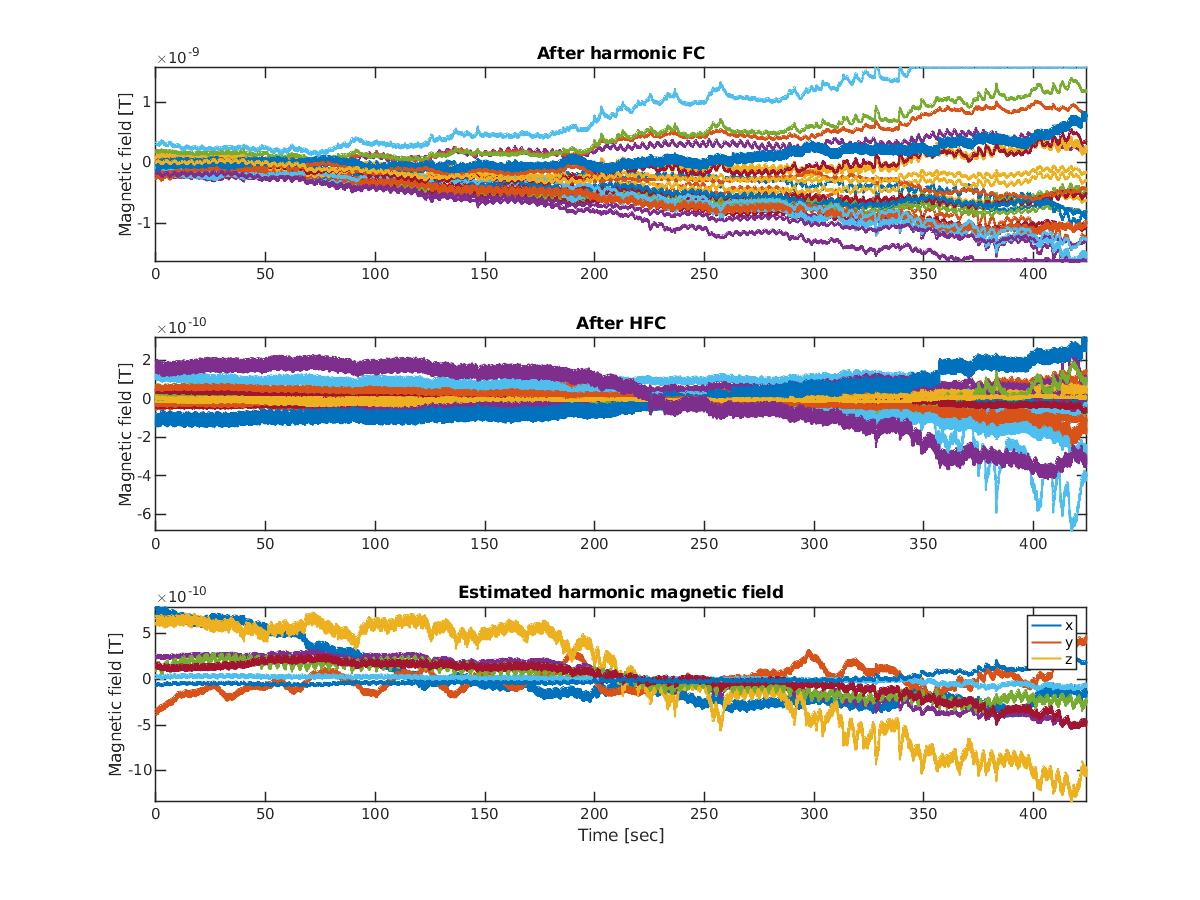 After harmonic FC
×10^-9
Magnetic field [T]
1
0
-1
0 50 100 150 200 250 300 350 400
After HFC
×10^-10
Magnetic field [T]
2
0
-2
-4
-6
0 50 100 150 200 250 300 350 400
Estimated harmonic magnetic field
×10^-10
Magnetic field [T]
5
0
-5
-10
x
y
z
0 50 100 150 200 250 300 350 400
Time [sec]